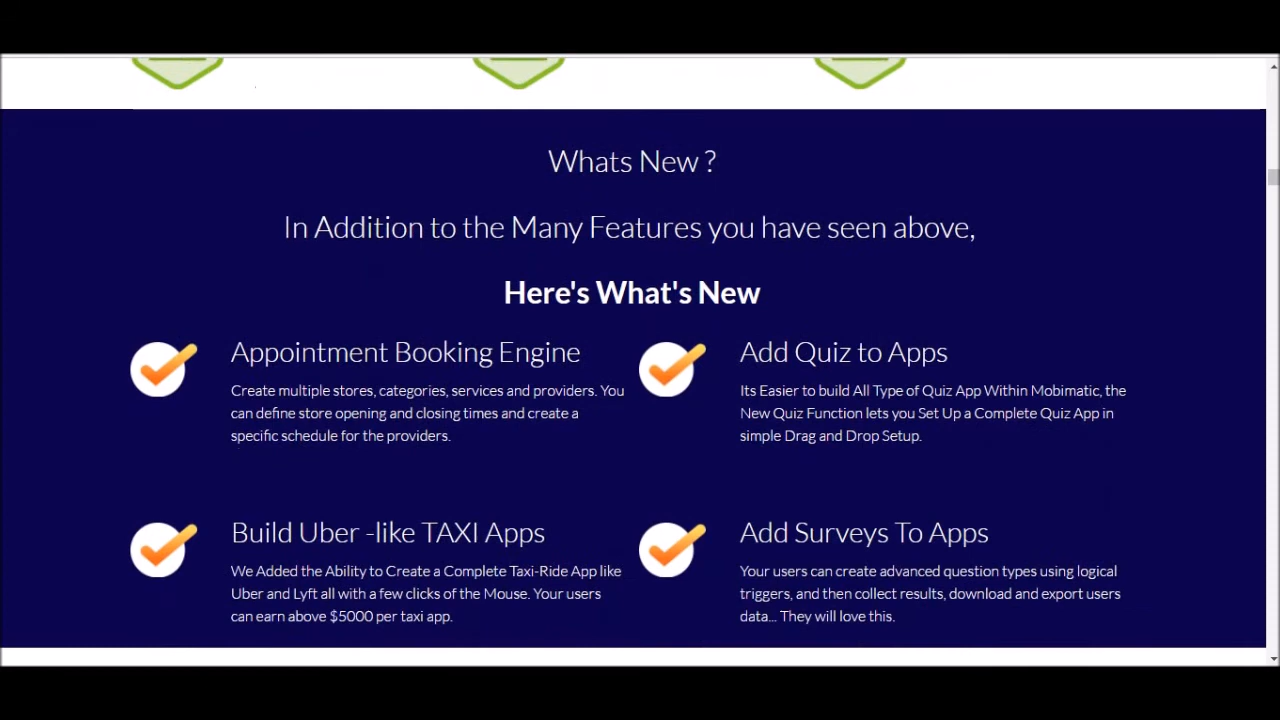 Whats New ?
In Addition to the Many Features you have seen above,
Here's What's New
Appointment Booking Engine
Create multiple stores, categories, services and providers. You
can define store opening and closing times and create a
specific schedule for the providers.
Add Quiz to Apps
Its Easier to build All Type of Quiz App Within Mobimatic, the
New Quiz Function lets you Set Up a Complete Quiz App in
simple Drag and Drop Setup.
Build Uber -like TAXI Apps
We Added the Ability to Create a Complete Taxi-Ride App like
Uber and Lyft all with a few clicks of the Mouse. Your users
can earn above $5000 per taxi app.
Add Surveys To Apps
Your users can create advanced question types using logical
triggers, and then collect results, download and export users
data... They will love this.